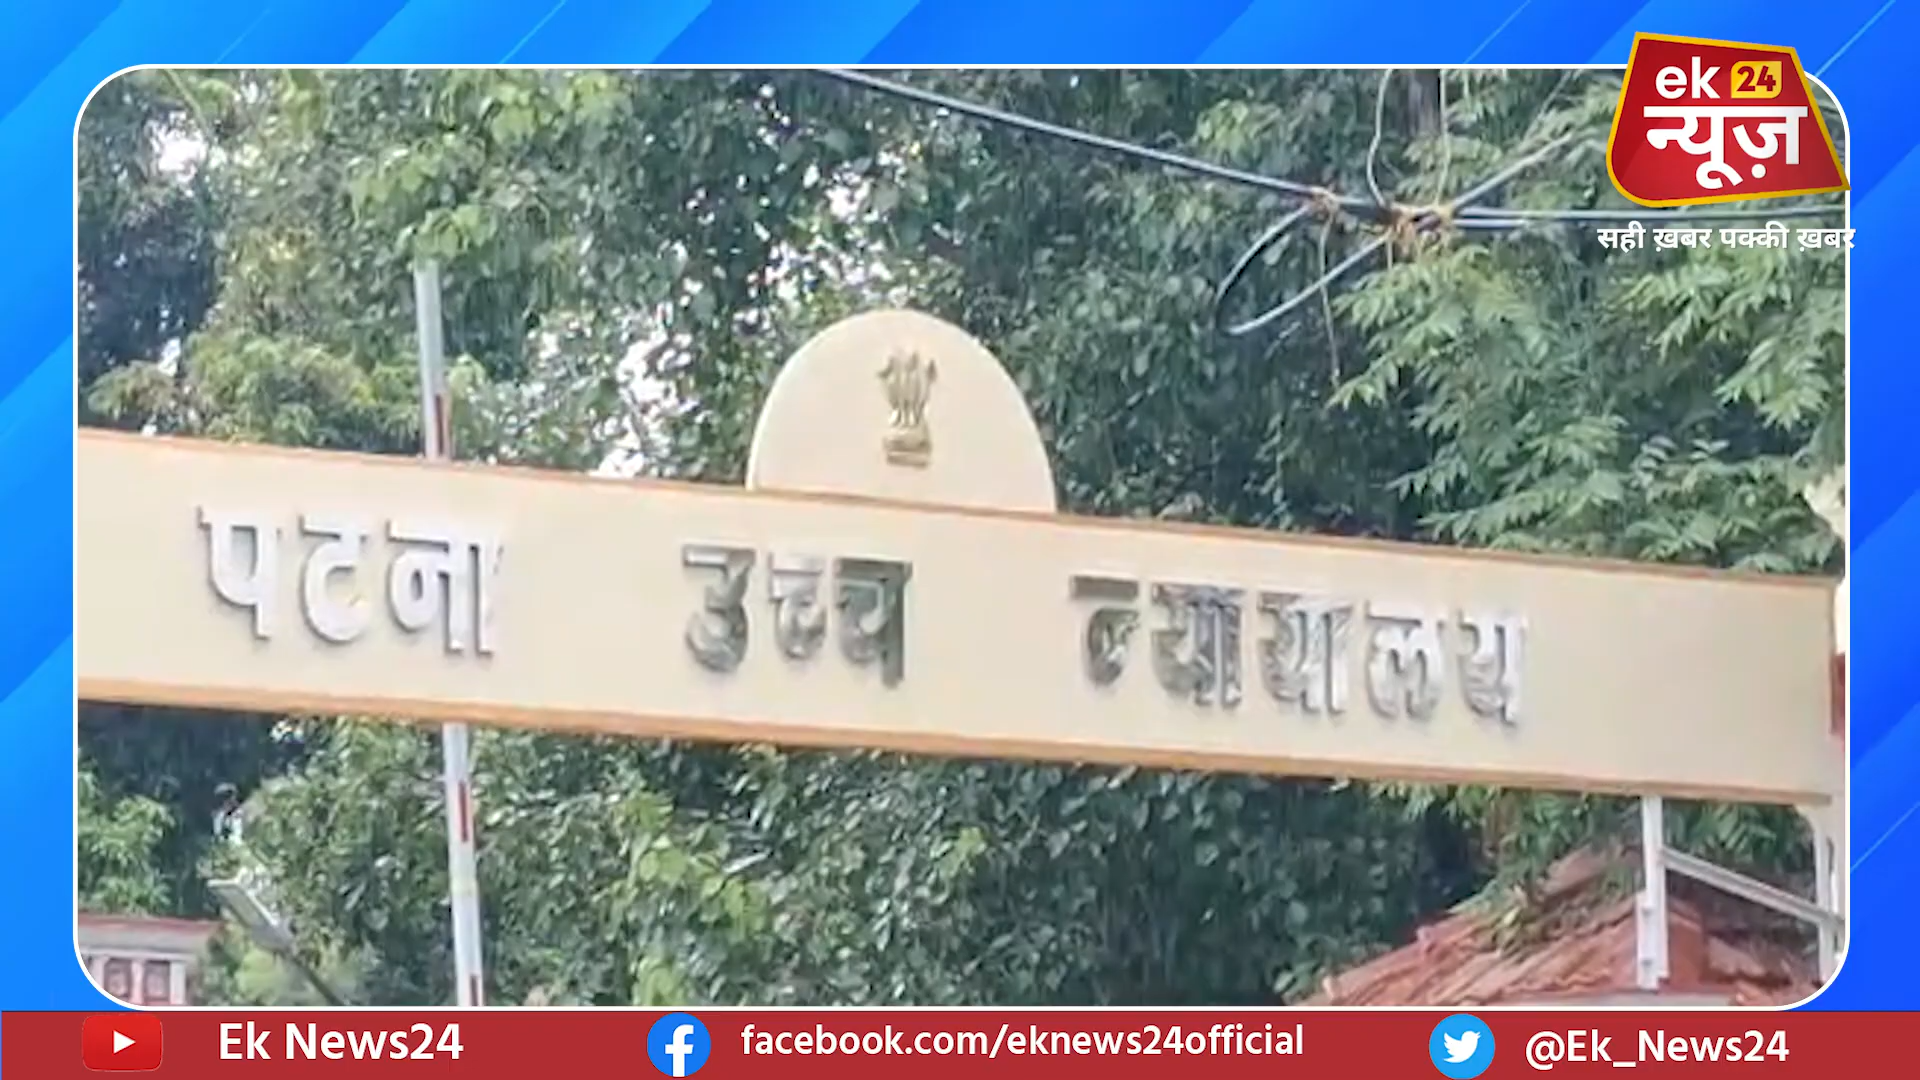 ek 24
न्यूज़
सही ख़बर पक्की ख़बर
पटना उच्च न्यायालय
Ek News24
facebook.com/eknews24official
@Ek_News24